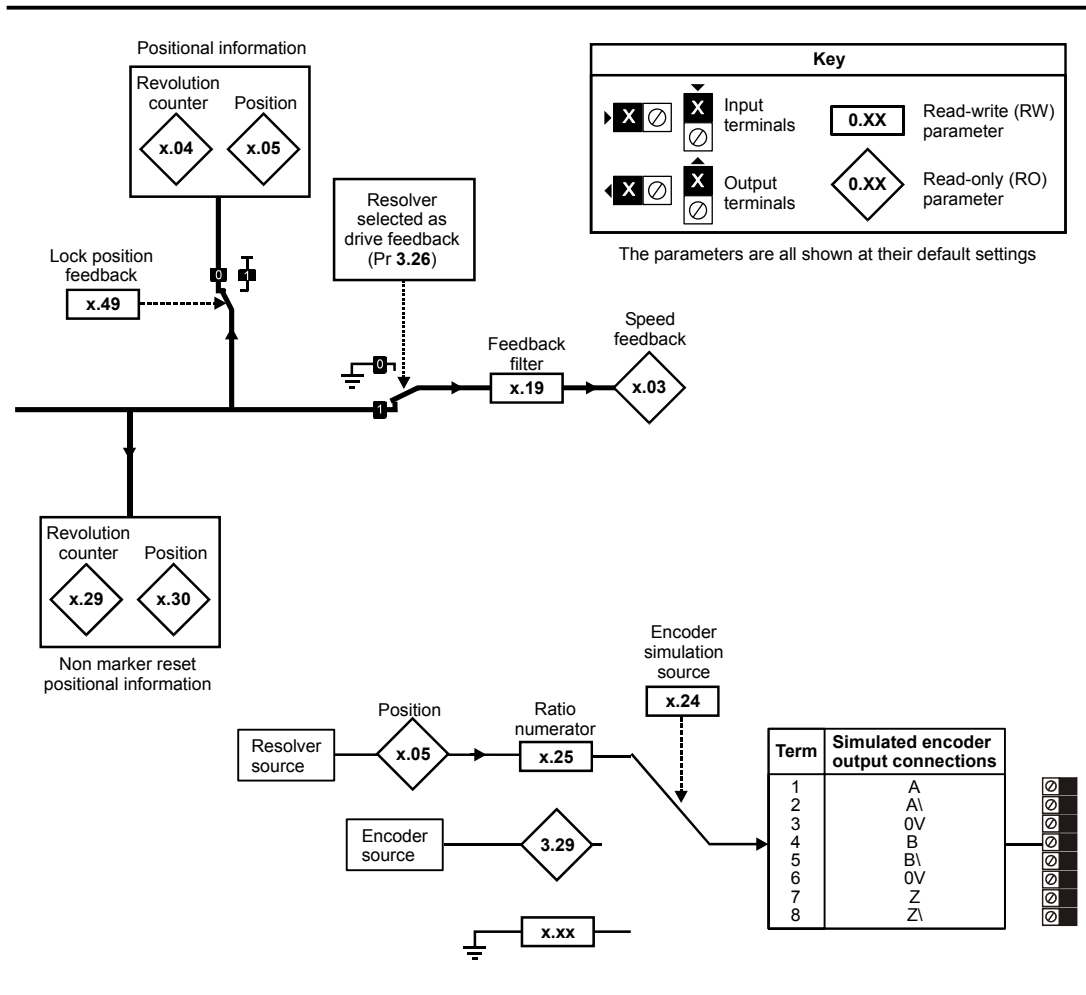 Positional information
Revolution
counter
Position
x.04
x.05
Key
X
X
Input
terminals
0.XX
Read-write (RW)
parameter
X
X
Output
terminals
0.XX
Read-only (RO)
parameter
The parameters are all shown at their default settings
Resolver
selected as
drive feedback
(Pr 3.26)
Lock position
feedback
x.49
0
1
0
1
Feedback
filter
x.19
Speed
feedback
x.03
Revolution
counter
Position
x.29
x.30
Non marker reset
positional information
Encoder
simulation
source
x.24
Resolver
source
Position
x.05
Ratio
numerator
x.25
Encoder
source
3.29
x.xx
Term Simulated encoder
output connections
1 A
2 A\
3 0V
4 B
5 B\
6 0V
7 Z
8 Z\